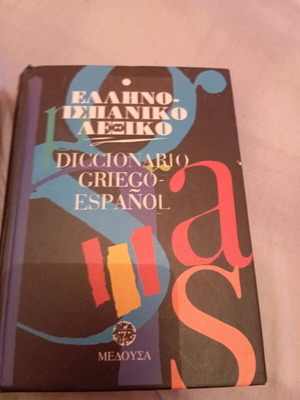 ΕΛΛΗΝΟ-
ΙΣΠΑΝΙΚΟ
ΛΕΞΙΚΟ
DICCIONARIO
GRIEGO-
ESPAÑOL
ΜΕΔΟΥΣΑ